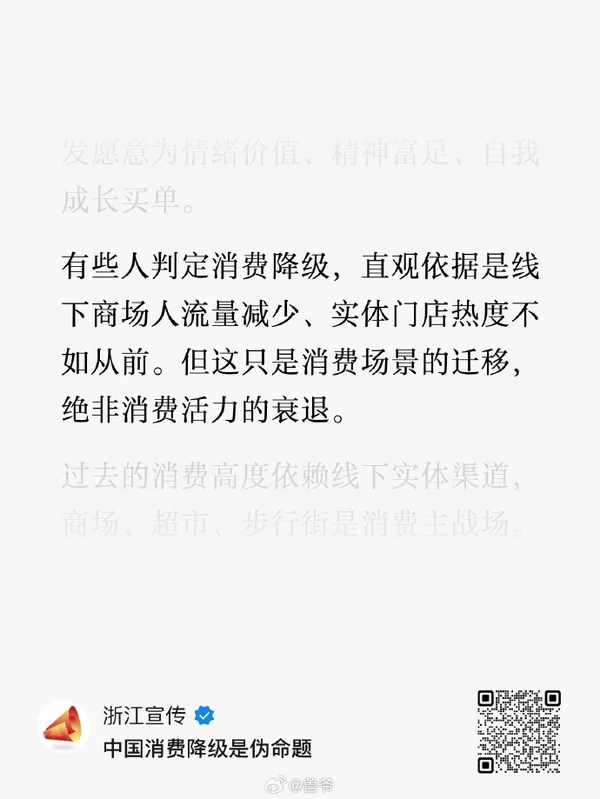 发愿意为情绪价值、精神富足、自我
成长买单。
有些人判定消费降级，直观依据是线
下商场人流量减少、实体门店热度不
如从前。但这只是消费场景的迁移，
绝非消费活力的衰退。
过去的消费高度依赖线下实体渠道，
商场、超市、步行街是消费主战场。
浙江宣传
中国消费降级是伪命题
@兽爷